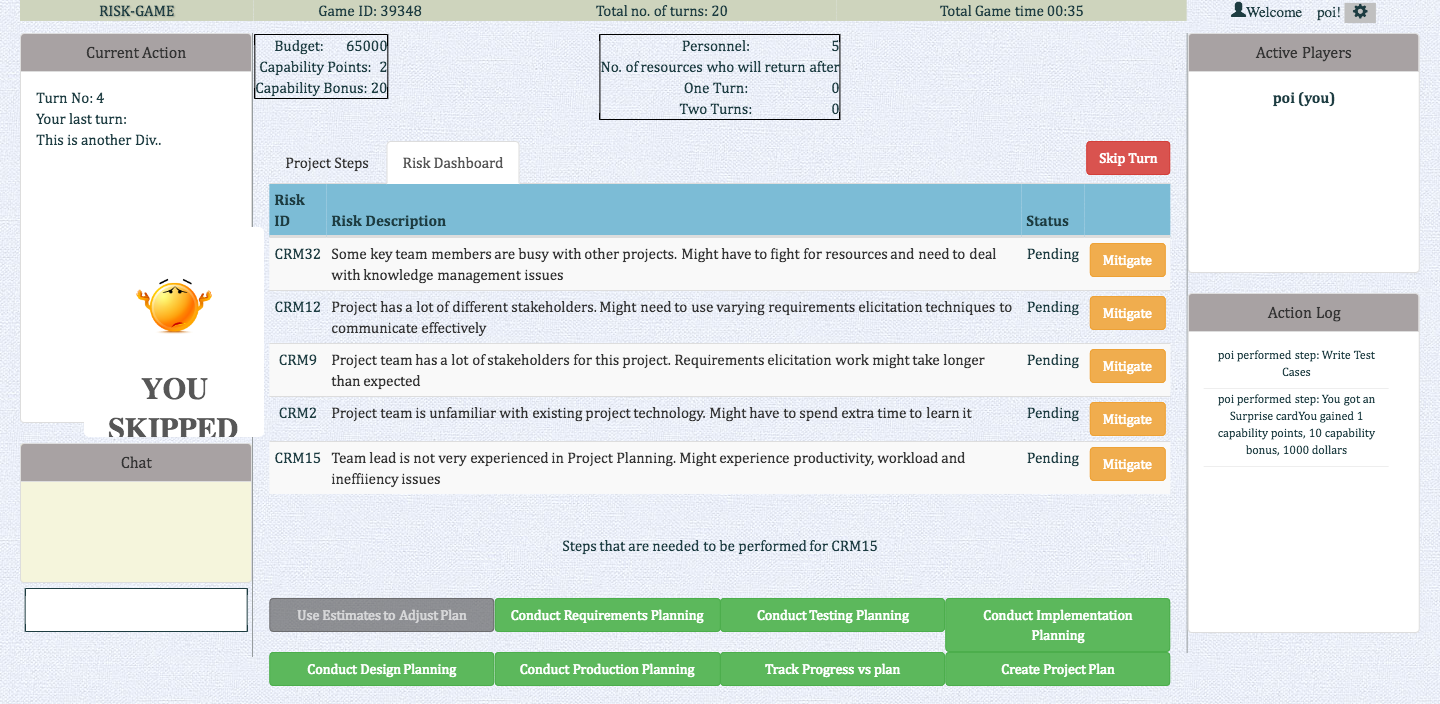 RISK-GAME
Game ID: 39348
Total no. of turns: 20
Total Game time 00:35
Welcome poi!
Current Action
Turn No: 4
Your last turn:
This is another Div..
YOU
SKIPPED
Chat
Budget: 65000
Capability Points: 2
Capability Bonus: 20
Personnel: 5
No. of resources who will return after
One Turn: 0
Two Turns: 0
Project Steps
Risk Dashboard
Skip Turn
Risk
ID
Risk Description
Status
CRM32 Some key team members are busy with other projects. Might have to fight for resources and need to deal Pending Mitigate
with knowledge management issues
CRM12 Project has a lot of different stakeholders. Might need to use varying requirements elicitation techniques to Pending Mitigate
communicate effectively
CRM9 Project team has a lot of stakeholders for this project. Requirements elicitation work might take longer Pending Mitigate
than expected
CRM2 Project team is unfamiliar with existing project technology. Might have to spend extra time to learn it Pending Mitigate
CRM15 Team lead is not very experienced in Project Planning. Might experience productivity, workload and Pending Mitigate
ineffiiency issues
Steps that are needed to be performed for CRM15
Use Estimates to Adjust Plan
Conduct Requirements Planning
Conduct Testing Planning
Conduct Implementation
Planning
Conduct Design Planning
Conduct Production Planning
Track Progress vs plan
Create Project Plan
Active Players
poi (you)
Action Log
poi performed step: Write Test
Cases
poi performed step: You got an
Surprise cardYou gained 1
capability points, 10 capability
bonus, 1000 dollars